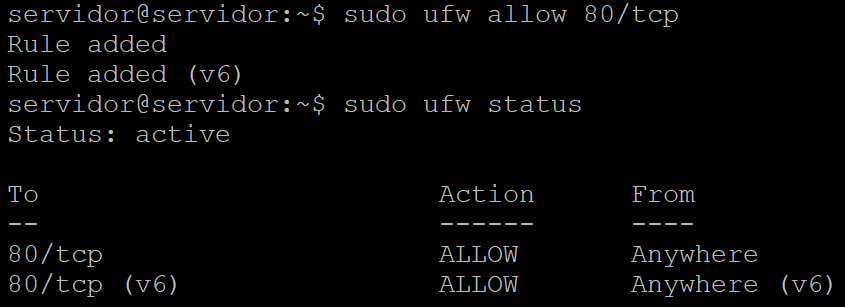 servidor@servidor:~$ sudo ufw allow 80/tcp
Rule added
Rule added (v6)
servidor@servidor:~$ sudo ufw status
Status: active
To                         Action      From
--                         ------      ----
80/tcp                     ALLOW       Anywhere
80/tcp (v6)                ALLOW       Anywhere (v6)